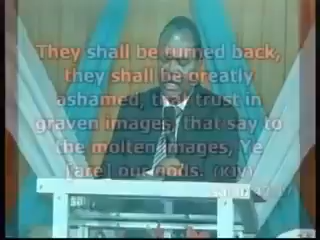 They shall be turned back,
they shall be greatly
ashamed, that trust in
graven images, that say to
the molten images, Ye
[are] our gods. (KJV)